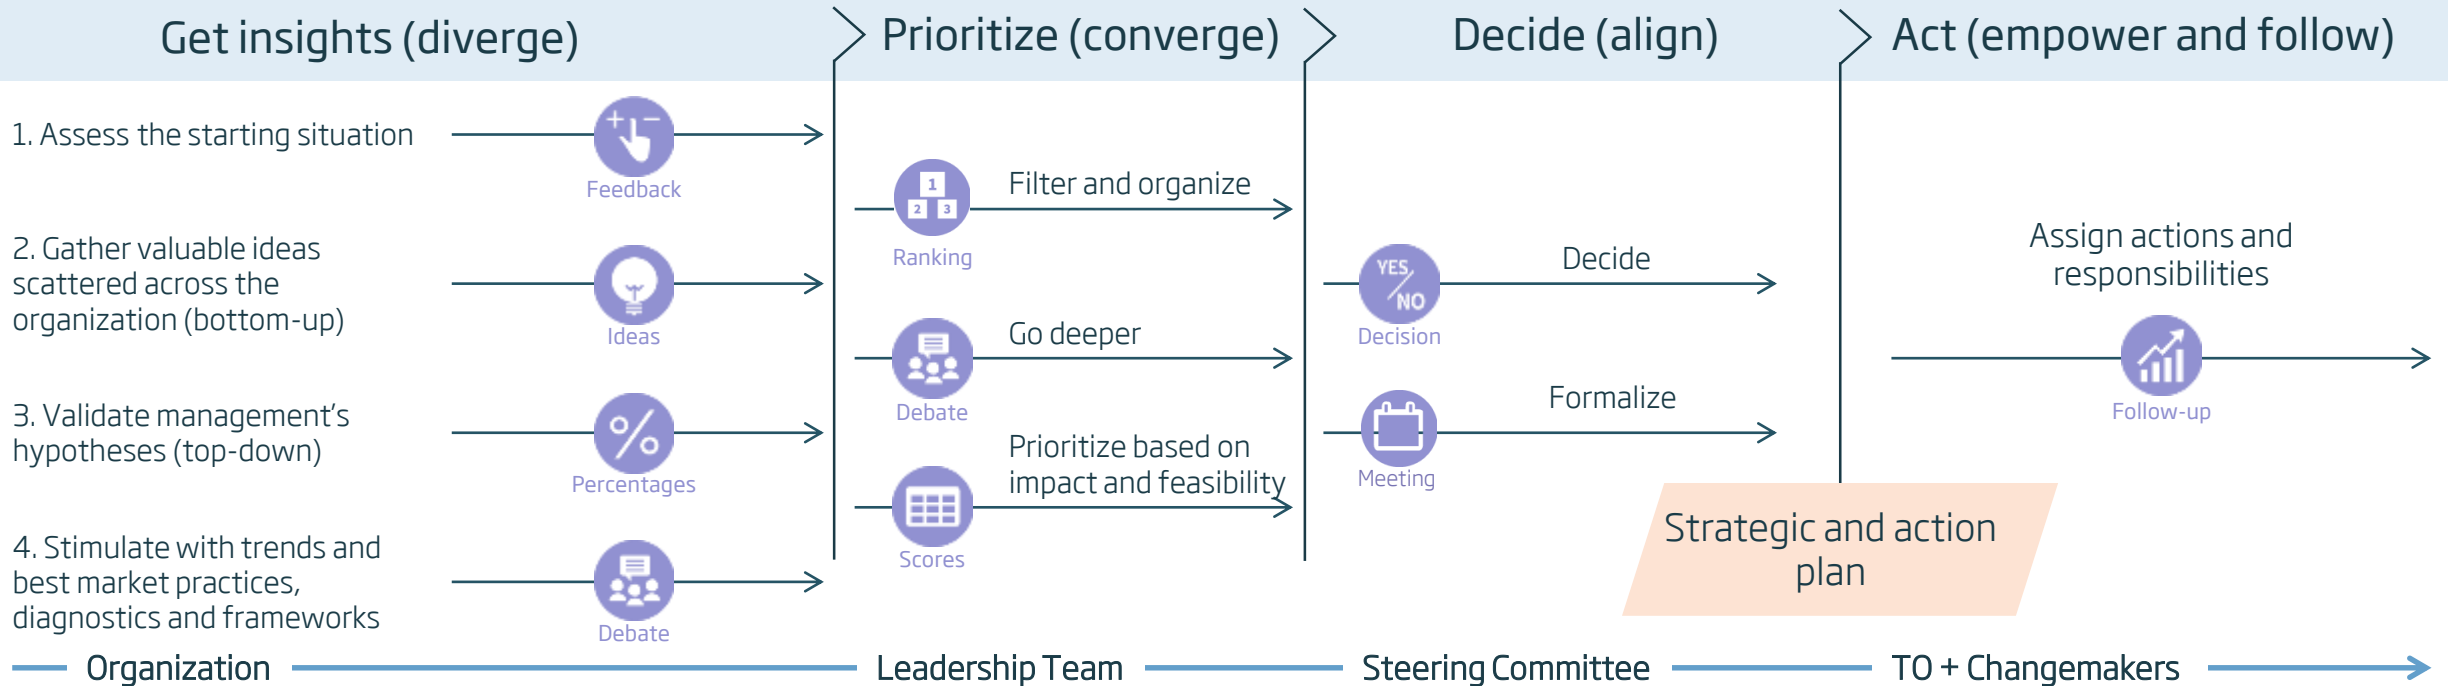 Get insights (diverge)
Prioritize (converge)
Decide (align)
Act (empower and follow)
1. Assess the starting situation
+ −
Feedback
2. Gather valuable ideas
scattered across the
organization (bottom-up)
Ideas
3. Validate management’s
hypotheses (top-down)
%
Percentages
4. Stimulate with trends and
best market practices,
diagnostics and frameworks
Debate
1
2 3
Ranking
Filter and organize
Debate
Go deeper
Scores
Prioritize based on
impact and feasibility
YES/
NO
Decision
Decide
Meeting
Formalize
Strategic and action
plan
Assign actions and
responsibilities
Follow-up
Organization
Leadership Team
Steering Committee
TO + Changemakers